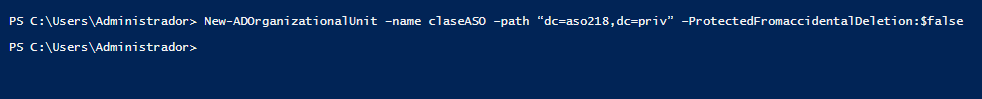 PS C:\Users\Administrador> New-ADOrganizationalUnit –name claseASO –path “dc=aso218,dc=priv” –ProtectedFromaccidentalDeletion:$false
PS C:\Users\Administrador>